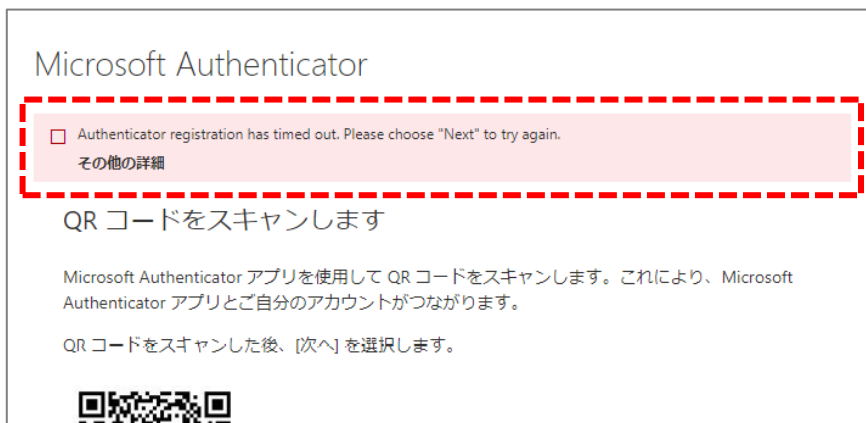 Microsoft Authenticator
Authenticator registration has timed out. Please choose "Next" to try again.
その他の詳細
QR コードをスキャンします
Microsoft Authenticator アプリを使用して QR コードをスキャンします。これにより、Microsoft
Authenticator アプリとご自分のアカウントがつながります。
QR コードをスキャンした後、[次へ] を選択します。